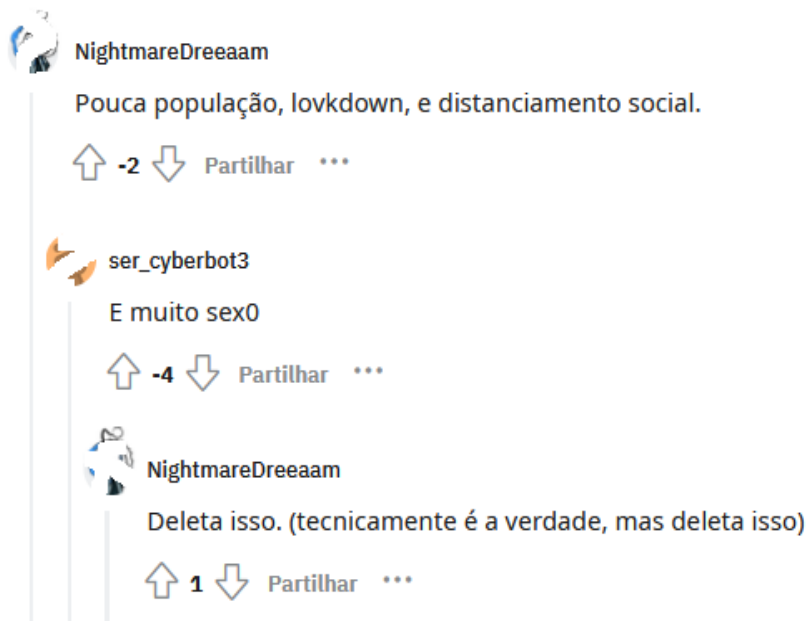 NightmareDreeaam
Pouca população, lovkdown, e distanciamento social.
-2 Partilhar ···
ser_cyberbot3
E muito sex0
-4 Partilhar ···
NightmareDreeaam
Deleta isso. (tecnicamente é a verdade, mas deleta isso)
1 Partilhar ···